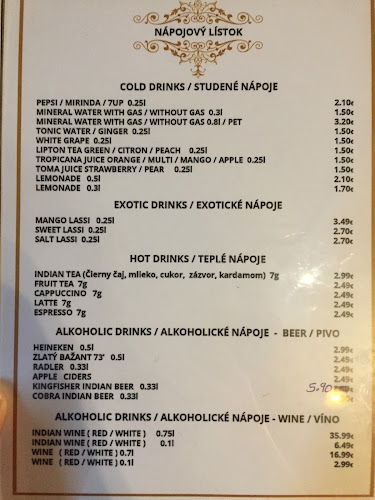 NÁPOJOVÝ LÍSTOK
COLD DRINKS / STUDENÉ NÁPOJE
PEPSI / MIRINDA / 7UP 0.25l 2.10€
MINERAL WATER WITH GAS / WITHOUT GAS 0.3l 1.50€
MINERAL WATER WITH GAS / WITHOUT GAS 0.8l / PET 3.20€
TONIC WATER / GINGER 0.25l 1.50€
WHITE GRAPE 0.25l 1.50€
LIPTON TEA GREEN / CITRON / PEACH 0.25l 1.50€
TROPICANA JUICE ORANGE / MULTI / MANGO / APPLE 0.25l 1.50€
TOMA JUICE STRAWBERRY / PEAR 0.25l 1.50€
LEMONADE 0.5l 2.10€
LEMONADE 0.3l 1.70€
EXOTIC DRINKS / EXOTICKÉ NÁPOJE
MANGO LASSI 0.25l 3.49€
SWEET LASSI 0.25l 2.70€
SALT LASSI 0.25l 2.70€
HOT DRINKS / TEPLÉ NÁPOJE
INDIAN TEA (Čierny čaj, mlieko, cukor, zázvor, kardamom) 7g 2.99€
FRUIT TEA 7g 2.49€
CAPPUCCINO 7g 2.49€
LATTE 7g 2.49€
ESPRESSO 7g 2.49€
ALKOHOLIC DRINKS / ALKOHOLICKÉ NÁPOJE - BEER / PIVO
HEINEKEN 0.5l 2.99€
ZLATÝ BAŽANT 73' 0.5l 2.49€
RADLER 0.33l 2.49€
APPLE CIDERS 2.49€
KINGFISHER INDIAN BEER 0.33l 5.90
COBRA INDIAN BEER 0.33l
ALKOHOLIC DRINKS / ALKOHOLICKÉ NÁPOJE - WINE / VÍNO
INDIAN WINE ( RED / WHITE ) 0.75l 35.99€
INDIAN WINE ( RED / WHITE ) 0.1l 6.49€
WINE ( RED / WHITE ) 0.7l 16.99€
WINE ( RED / WHITE ) 0.1l 2.99€